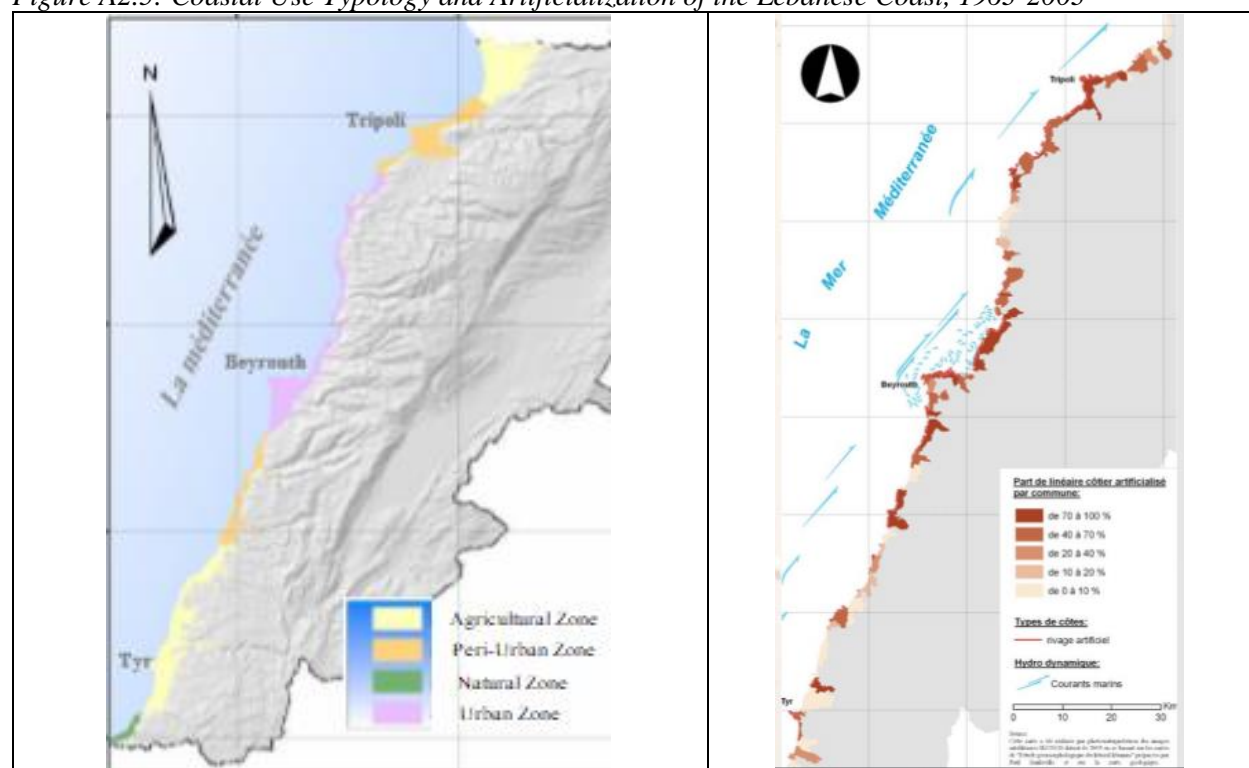 Figure A2.5: Coastal Use Typology and Artificialization of the Lebanese Coast, 1963-2003
N
Tripoli
La méditerranée
Beyrouth
Tyr
Agricultural Zone
Peri-Urban Zone
Natural Zone
Urban Zone
Tripoli
La Mer Méditerranée
Beyrouth
Tyr
Part de linéaire côtier artificialisé
par commune:
de 70 à 100 %
de 40 à 70 %
de 20 à 40 %
de 10 à 20 %
de 0 à 10 %
Types de côtes:
rivage artificiel
Hydro dynamique:
Courants marins
Km
0 10 20 30